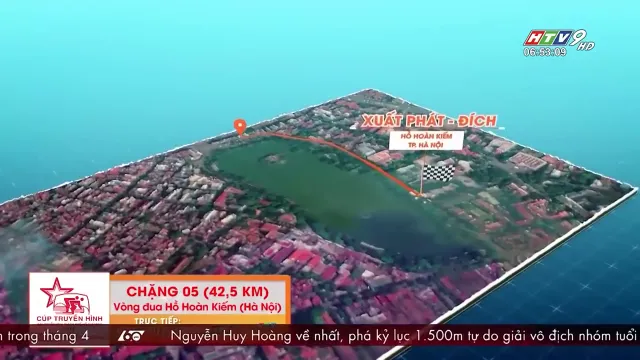 HTV9 HD
06:53:09
XUẤT PHÁT - ĐÍCH
HỒ HOÀN KIẾM
TP. HÀ NỘI
CHẶNG 05 (42,5 KM)
Vòng đua Hồ Hoàn Kiếm (Hà Nội)
TRỰC TIẾP:
CÚP TRUYỀN HÌNH
n trong tháng 4
60s
Nguyễn Huy Hoàng về nhất, phá kỷ lục 1.500m tự do giải vô địch nhóm tuổi